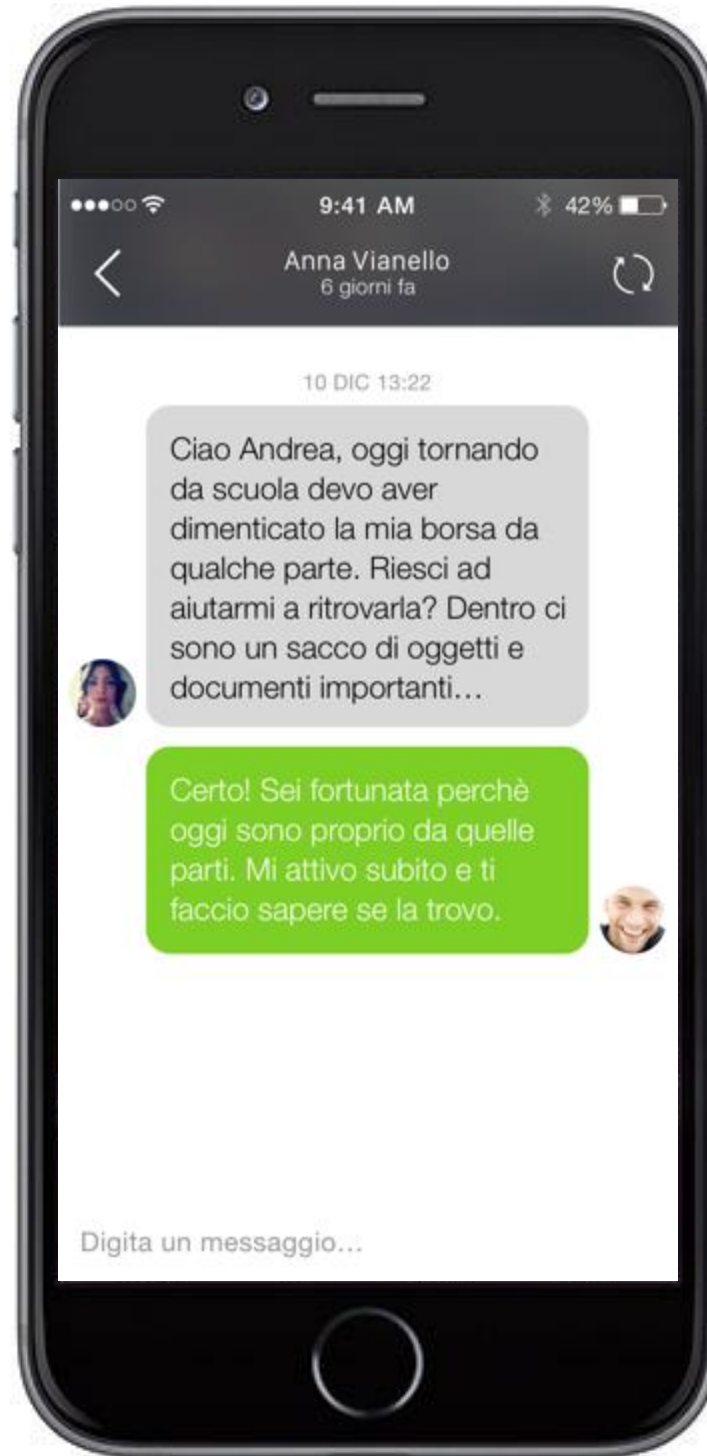 9:41 AM
42%
Anna Vianello
6 giorni fa
10 DIC 13:22
Ciao Andrea, oggi tornando
da scuola devo aver
dimenticato la mia borsa da
qualche parte. Riesci ad
aiutarmi a ritrovarla? Dentro ci
sono un sacco di oggetti e
documenti importanti...
Certo! Sei fortunata perchè
oggi sono proprio da quelle
parti. Mi attivo subito e ti
faccio sapere se la trovo.
Digita un messaggio...